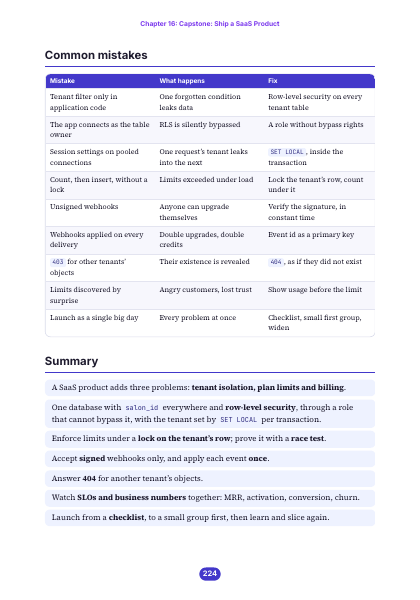 Chapter 16: Capstone: Ship a SaaS Product
Common mistakes
Mistake What happens Fix
Tenant filter only in application code One forgotten condition leaks data Row-level security on every tenant table
The app connects as the table owner RLS is silently bypassed A role without bypass rights
Session settings on pooled connections One request's tenant leaks into the next SET LOCAL, inside the transaction
Count, then insert, without a lock Limits exceeded under load Lock the tenant's row, count under it
Unsigned webhooks Anyone can upgrade themselves Verify the signature, in constant time
Webhooks applied on every delivery Double upgrades, double credits Event id as a primary key
403 for other tenants' objects Their existence is revealed 404, as if they did not exist
Limits discovered by surprise Angry customers, lost trust Show usage before the limit
Launch as a single big day Every problem at once Checklist, small first group, widen
Summary
A SaaS product adds three problems: tenant isolation, plan limits and billing.
One database with salon_id everywhere and row-level security, through a role
that cannot bypass it, with the tenant set by SET LOCAL per transaction.
Enforce limits under a lock on the tenant's row; prove it with a race test.
Accept signed webhooks only, and apply each event once.
Answer 404 for another tenant's objects.
Watch SLOs and business numbers together: MRR, activation, conversion, churn.
Launch from a checklist, to a small group first, then learn and slice again.
224